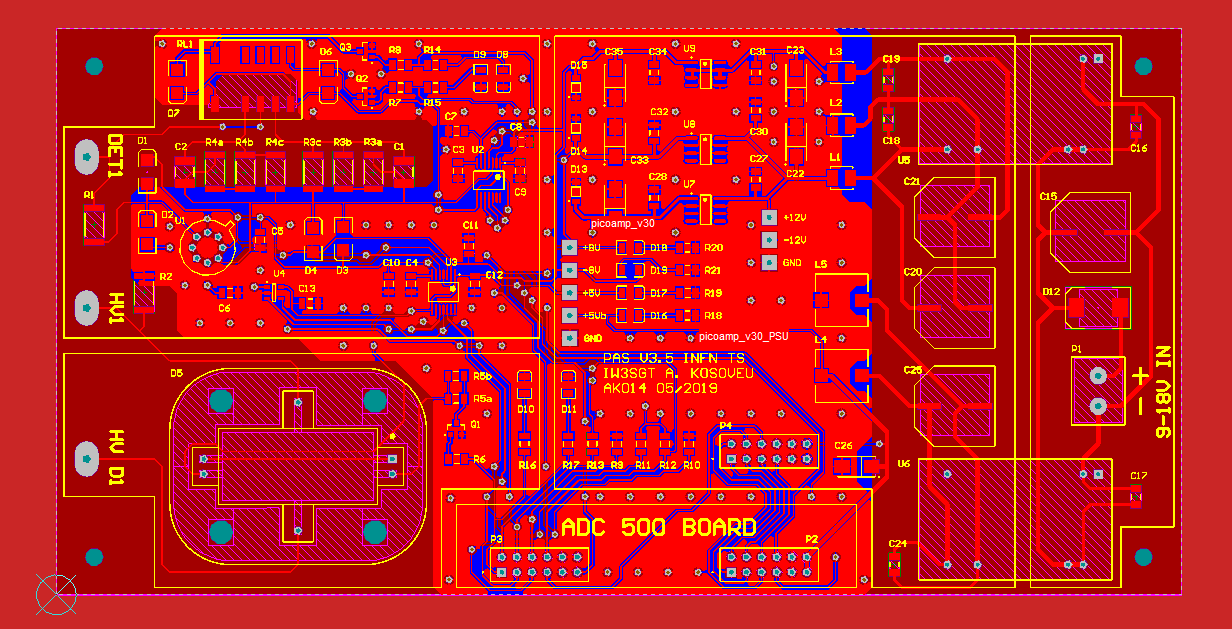 RL1
Q3
Q6
R8
R14
D9
D8
Q2
R7
R15
Q7
C35
C34
U9
C31
C23
L3
C19
D15
L2
C18
C7
C8
C32
U8
C30
DET1
D1
C2
R4a
R4b
R4c
R3c
R3b
R3a
C1
C3
U2
C9
D14
C33
C27
L1
C22
U5
C16
D13
C28
U7
C21
C15
R1
D2
U1
C5
C11
picoamp_v30
+12V
-12V
GND
D4
D3
+8V
D18
R20
-8V
D19
R21
L5
C20
R2
U4
C10
C4
U3
C12
+5V
D17
R19
D12
HV1
C6
C13
+5Vb
D16
R18
GND
picoamp_v30_PSU
L4
P1
PAS V3.5 INFN TS
IW3SGT A. KOSOVEU
AK014 05/2019
C25
D5
R5b
R5a
D10
D11
+
-
9-18V IN
Q1
P4
HV D1
R6
R16
R17
R13
R9
R11
R12
R10
C26
U6
C17
ADC 500 BOARD
P3
P2
C24